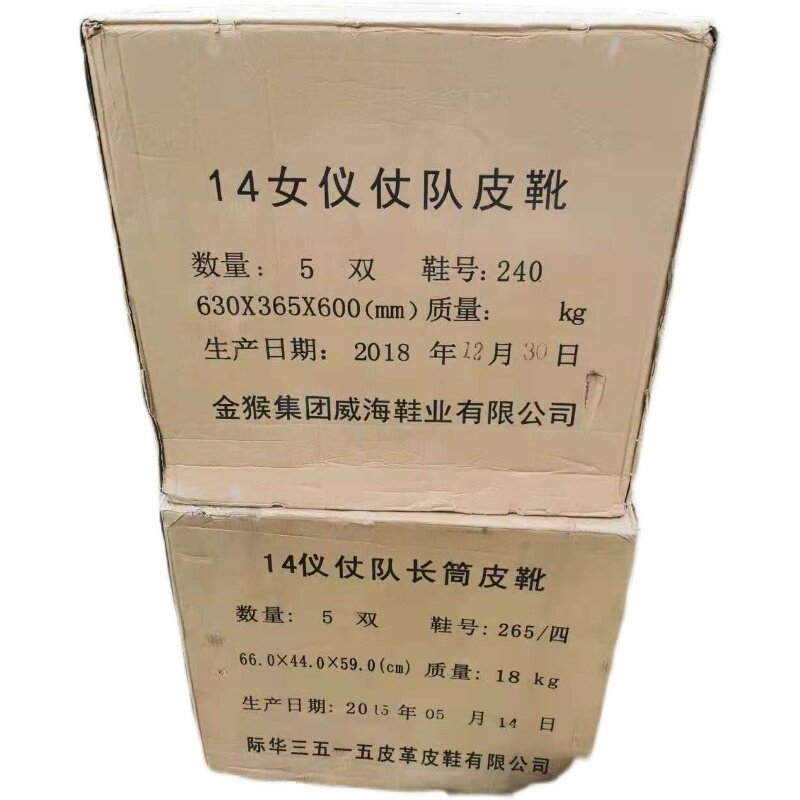 14女仪仗队皮靴
数量: 5 双 鞋号: 240
630X365X600(mm) 质量: kg
生产日期: 2018 年 12 月 30 日
金猴集团威海鞋业有限公司
14仪仗队长筒皮靴
数量: 5 双 鞋号: 265/四
66.0×44.0×59.0(cm) 质量: 18 kg
生产日期: 2015 年 05 月 14 日
际华三五一五皮革皮鞋有限公司